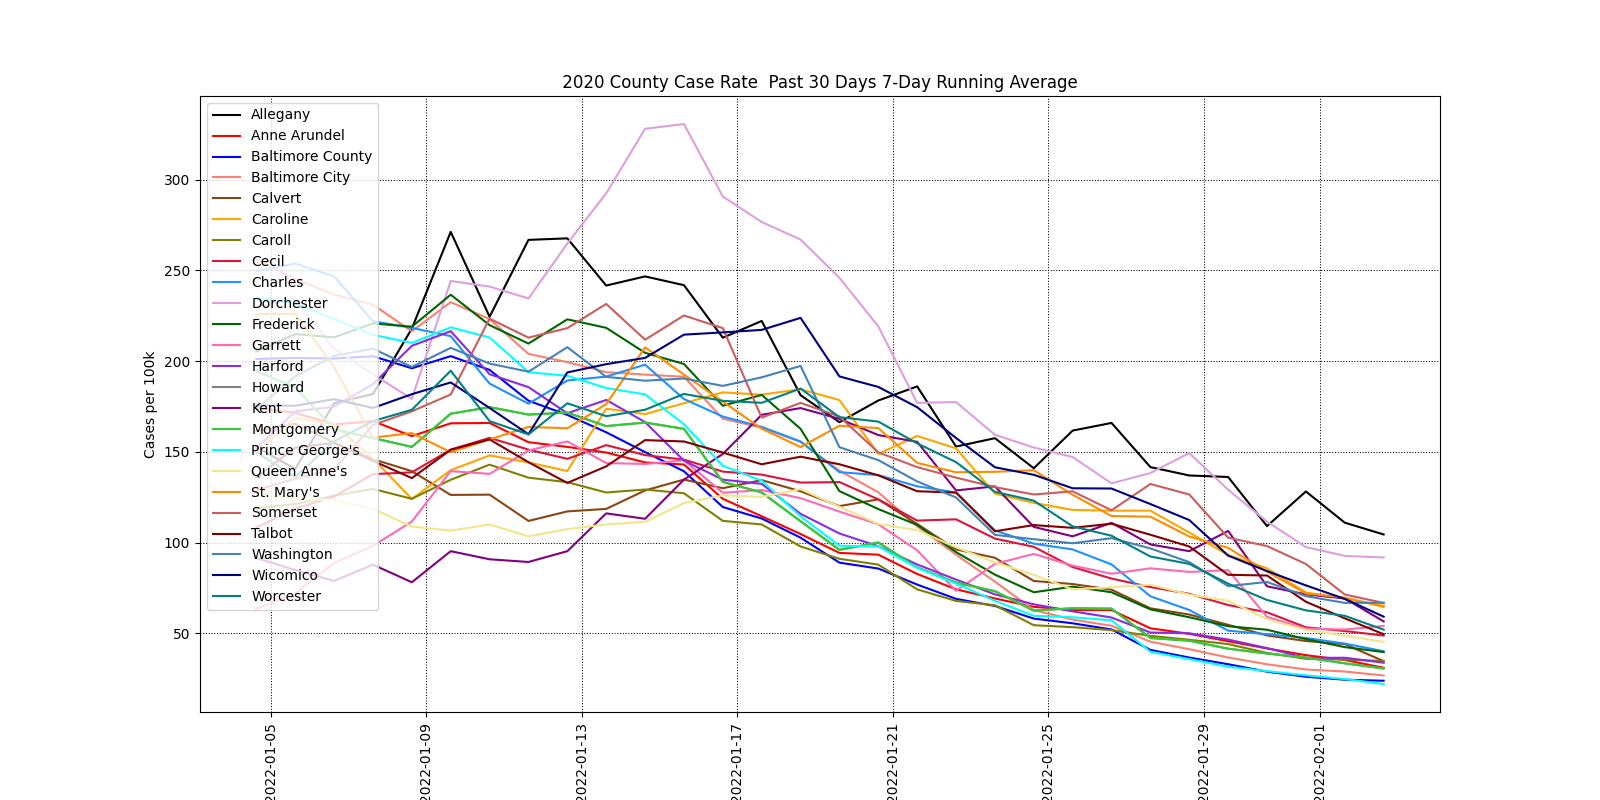 2020 County Case Rate  Past 30 Days 7-Day Running Average
Cases per 100k
300
250
200
150
100
50
Allegany
Anne Arundel
Baltimore County
Baltimore City
Calvert
Caroline
Caroll
Cecil
Charles
Dorchester
Frederick
Garrett
Harford
Howard
Kent
Montgomery
Prince George's
Queen Anne's
St. Mary's
Somerset
Talbot
Washington
Wicomico
Worcester
2022-01-05
2022-01-09
2022-01-13
2022-01-17
2022-01-21
2022-01-25
2022-01-29
2022-02-01